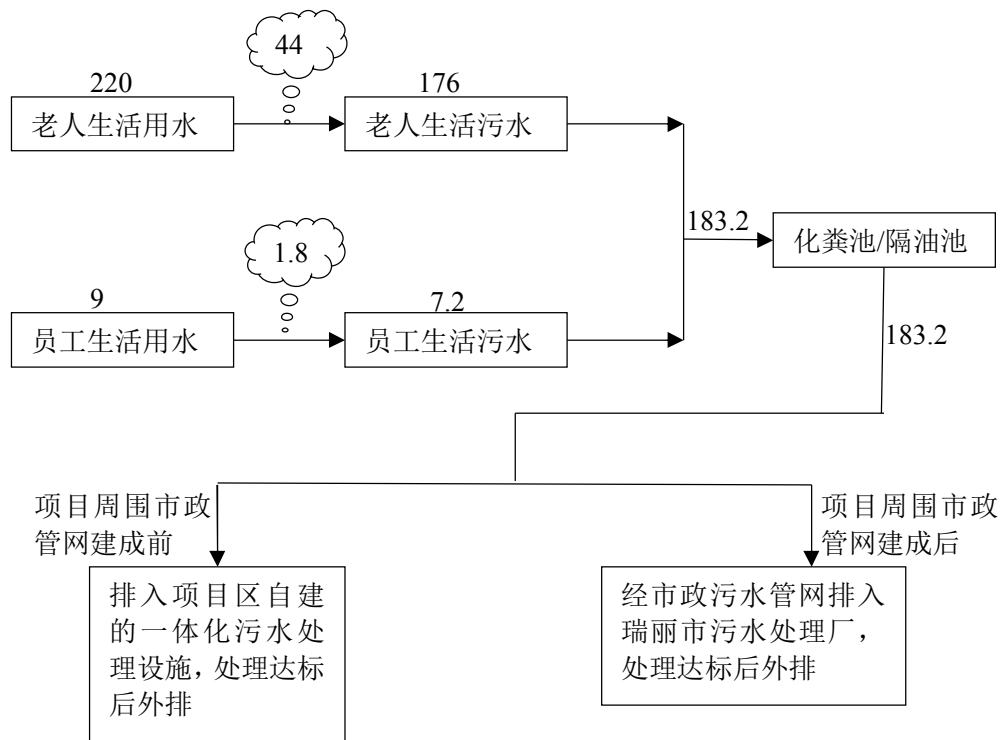 44
220
176
老人生活用水
老人生活污水
183.2
化粪池/隔油池
1.8
9
7.2
员工生活用水
员工生活污水
183.2
项目周围市政
管网建成前
项目周围市政
管网建成后
排入项目区自建
的一体化污水处
理设施，处理达标
后外排
经市政污水管网排入
瑞丽市污水处理厂，
处理达标后外排